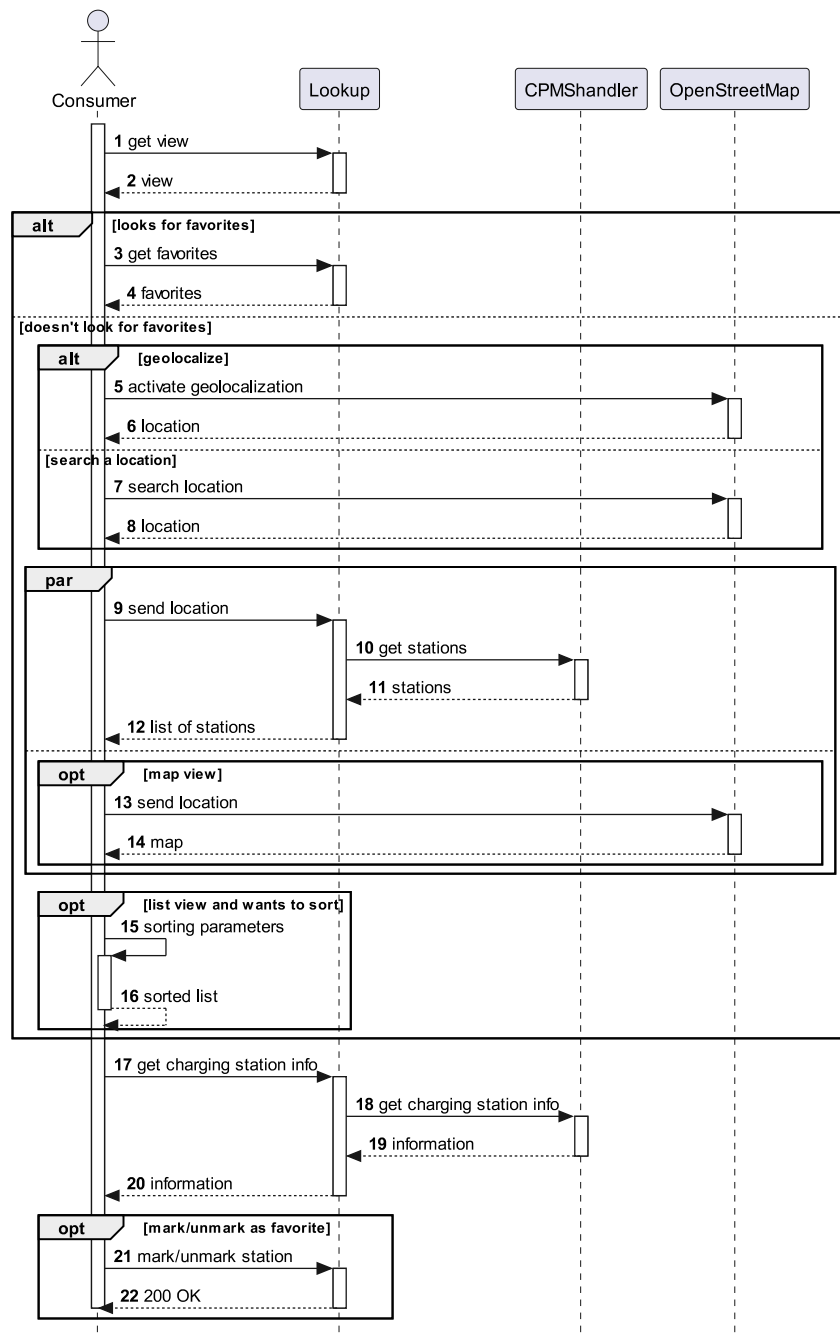 Consumer
Lookup
CPMShandler
OpenStreetMap
1 get view
2 view
alt [looks for favorites]
3 get favorites
4 favorites
[doesn't look for favorites]
alt [geolocalize]
5 activate geolocalization
6 location
[search a location]
7 search location
8 location
par
9 send location
10 get stations
11 stations
12 list of stations
opt [map view]
13 send location
14 map
opt [list view and wants to sort]
15 sorting parameters
16 sorted list
17 get charging station info
18 get charging station info
19 information
20 information
opt [mark/unmark as favorite]
21 mark/unmark station
22 200 OK